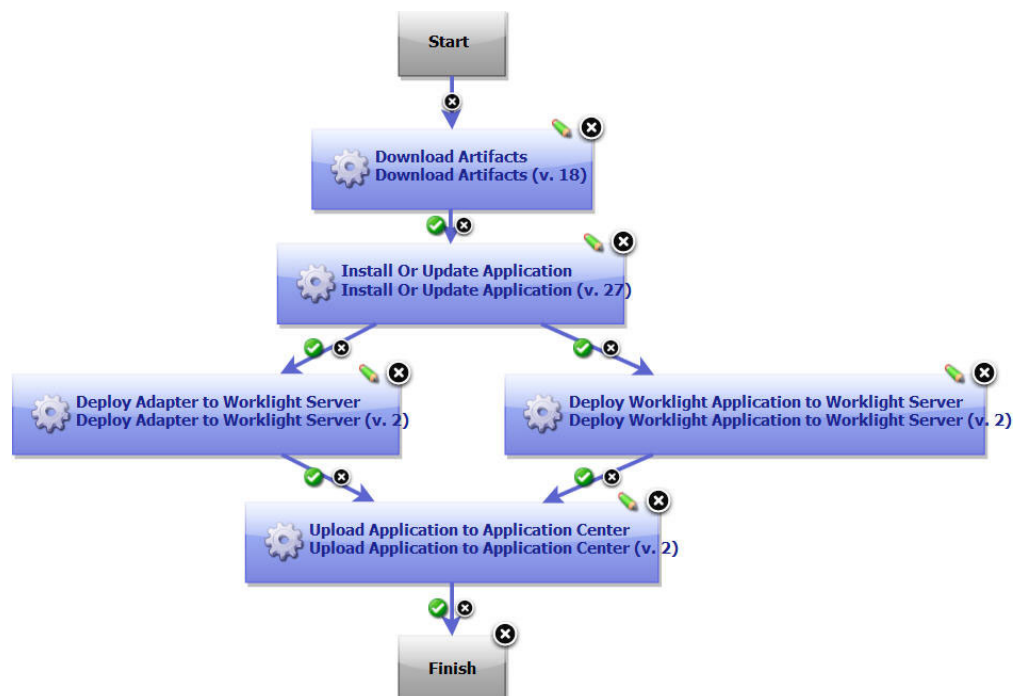 Start
Download Artifacts
Download Artifacts (v. 18)
Install Or Update Application
Install Or Update Application (v. 27)
Deploy Adapter to Worklight Server
Deploy Adapter to Worklight Server (v. 2)
Deploy Worklight Application to Worklight Server
Deploy Worklight Application to Worklight Server (v. 2)
Upload Application to Application Center
Upload Application to Application Center (v. 2)
Finish